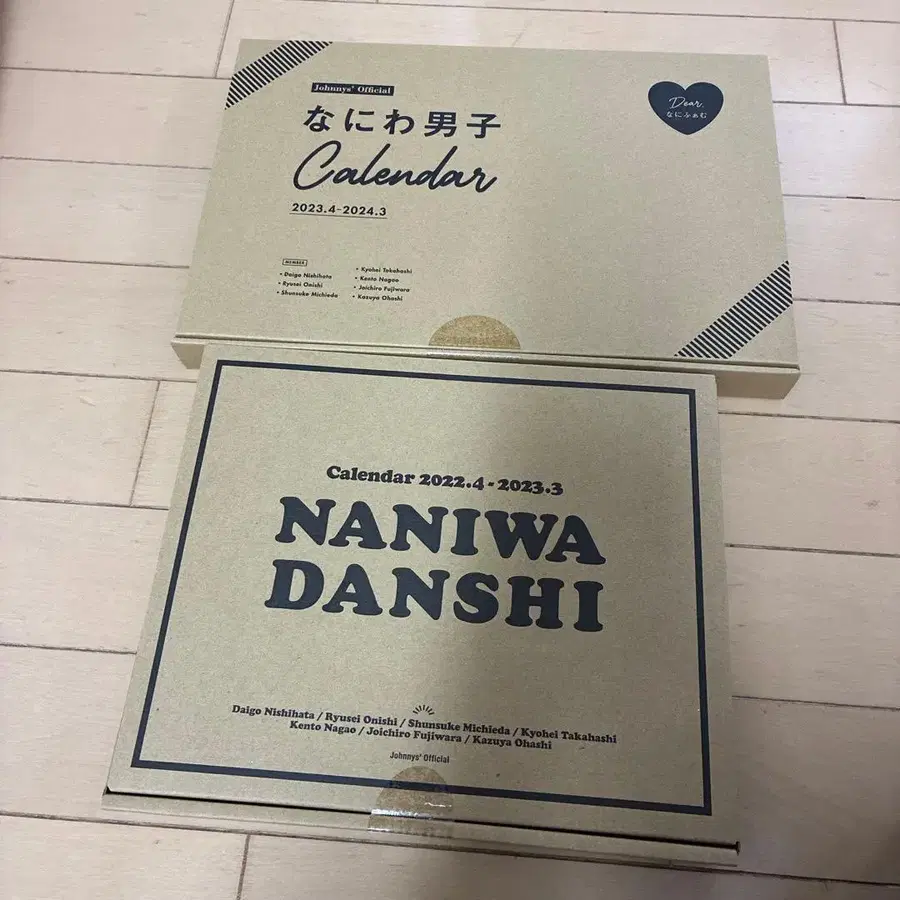 Johnnys' Official
なにわ男子
Calendar
2023.4-2024.3
Dear,
なにふぁむ
MEMBER
• Daigo Nishihata
• Ryusei Onishi
• Shunsuke Michieda
• Kyohei Takahashi
• Kento Nagao
• Joichiro Fujiwara
• Kazuya Ohashi
Calendar 2022.4-2023.3
NANIWA
DANSHI
Daigo Nishihata / Ryusei Onishi / Shunsuke Michieda / Kyohei Takahashi
Kento Nagao / Joichiro Fujiwara / Kazuya Ohashi
Johnnys' Official